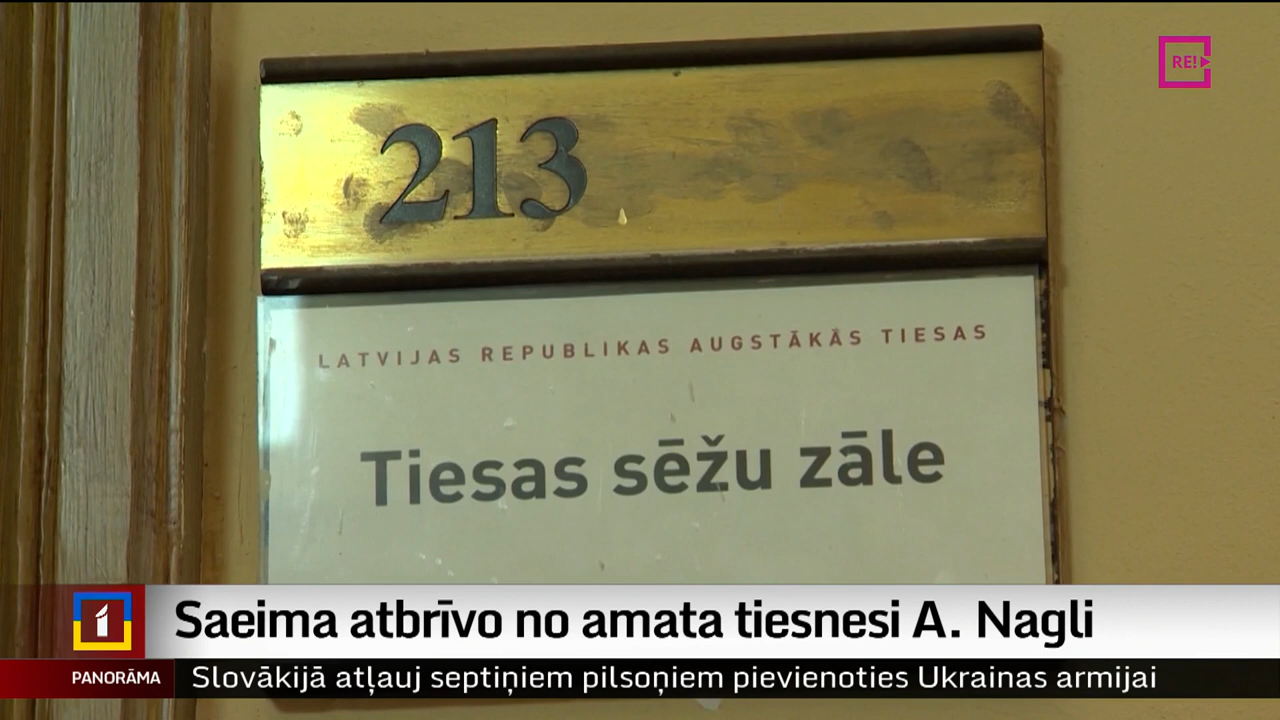 RE!
213
LATVIJAS REPUBLIKAS AUGSTĀKĀS TIESAS
Tiesas sēžu zāle
1
Saeima atbrīvo no amata tiesnesi A. Nagli
PANORĀMA
Slovākijā atļauj septiņiem pilsoņiem pievienoties Ukrainas armijai